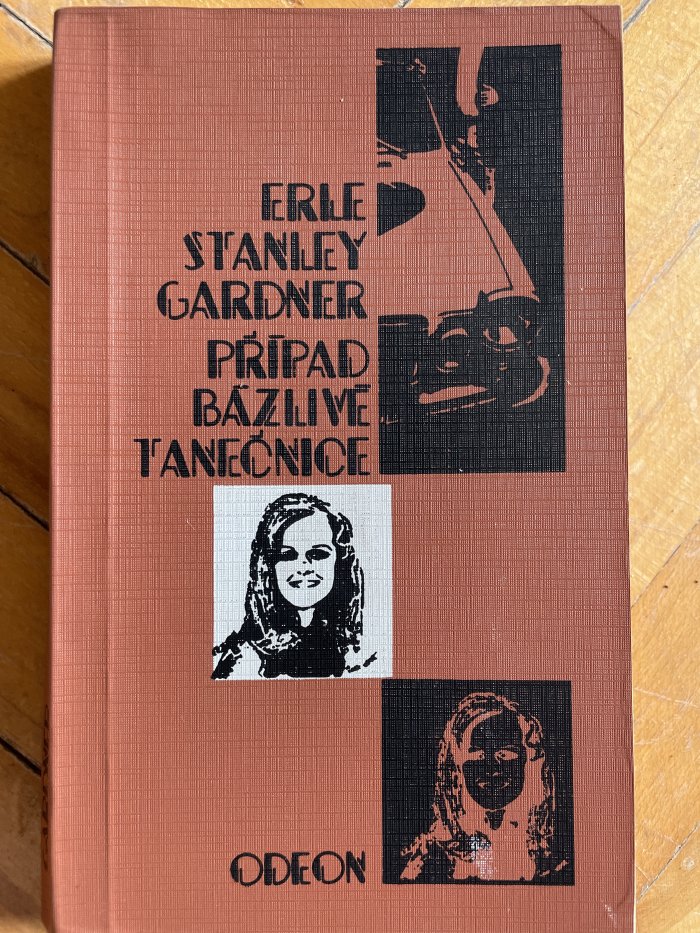 ERLE
STANLEY
GARDNER
PŘÍPAD
BÁZLIVÉ
TANEČNICE
ODEON